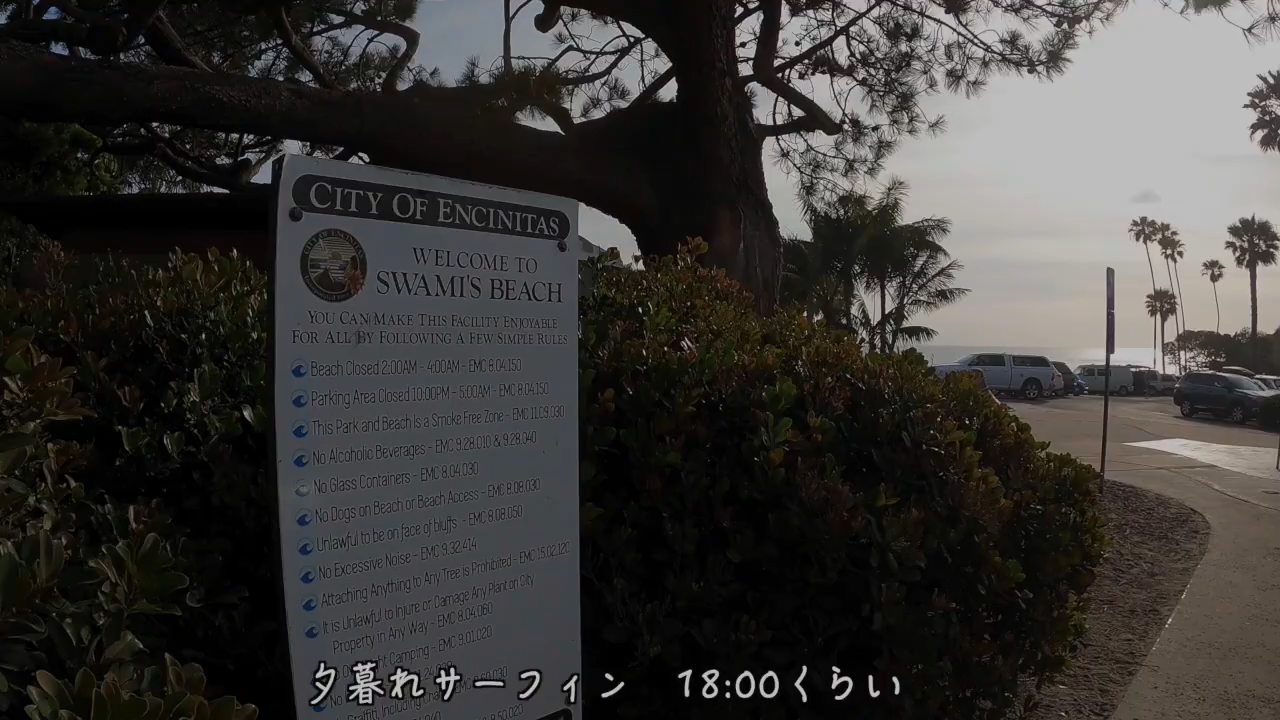 CITY OF ENCINITAS
WELCOME TO
SWAMI'S BEACH
YOU CAN MAKE THIS FACILITY ENJOYABLE
FOR ALL BY FOLLOWING A FEW SIMPLE RULES
Beach Closed 2:00AM - 4:00AM - EMC 8.04.150
Parking Area Closed 10:00PM - 5:00AM - EMC 8.04.150
This Park and Beach is a Smoke Free Zone - EMC 11.09.030
No Alcoholic Beverages - EMC 9.28.010 & 9.28.040
No Glass Containers - EMC 8.04.030
No Dogs on Beach or Beach Access - EMC 8.08.030
Unlawful to be on face of bluffs - EMC 8.08.050
No Excessive Noise - EMC 9.32.414
Attaching Anything to Any Tree is Prohibited - EMC 15.02.120
It is Unlawful to Injure or Damage Any Plant on City
Property in Any Way - EMC 8.04.060
Camping - EMC 9.01.020
No
夕暮れサーフィン 18:00くらい